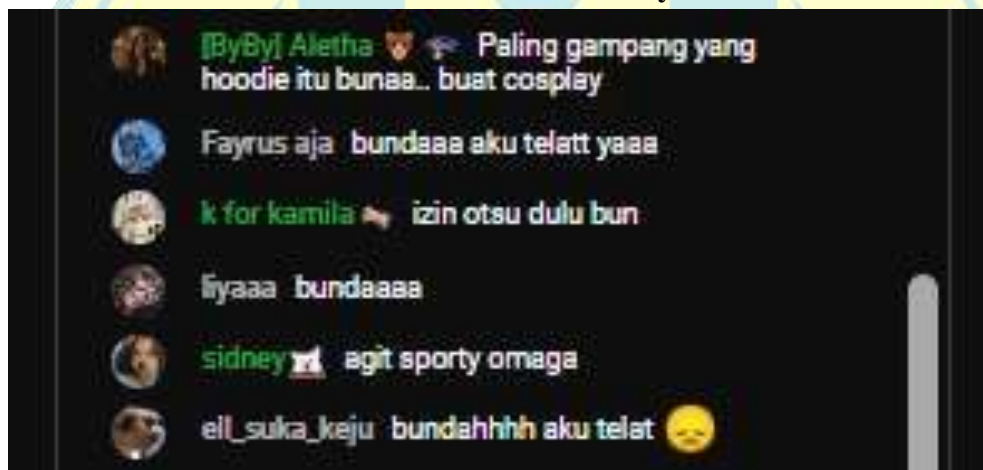 [ByBy] Aletha 🐻 Paling gampang yang
hoodie itu bunaa.. buat cosplay
Fayrus aja bundaaa aku telatt yaaa
k for kamila izin otsu dulu bun
liyaaa bundaaaa
sidney agit sporty omaga
ell_suka_keju bundahhhh aku telat 😞